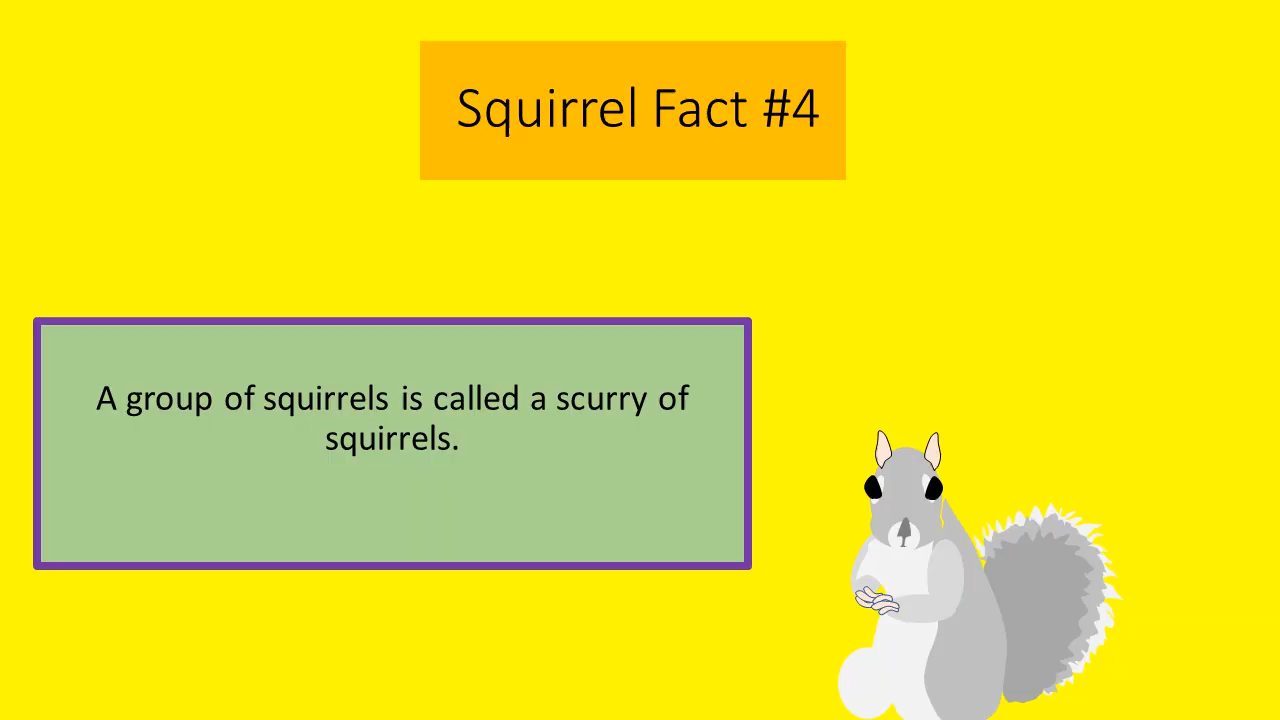 Squirrel Fact #4
A group of squirrels is called a scurry of
squirrels.